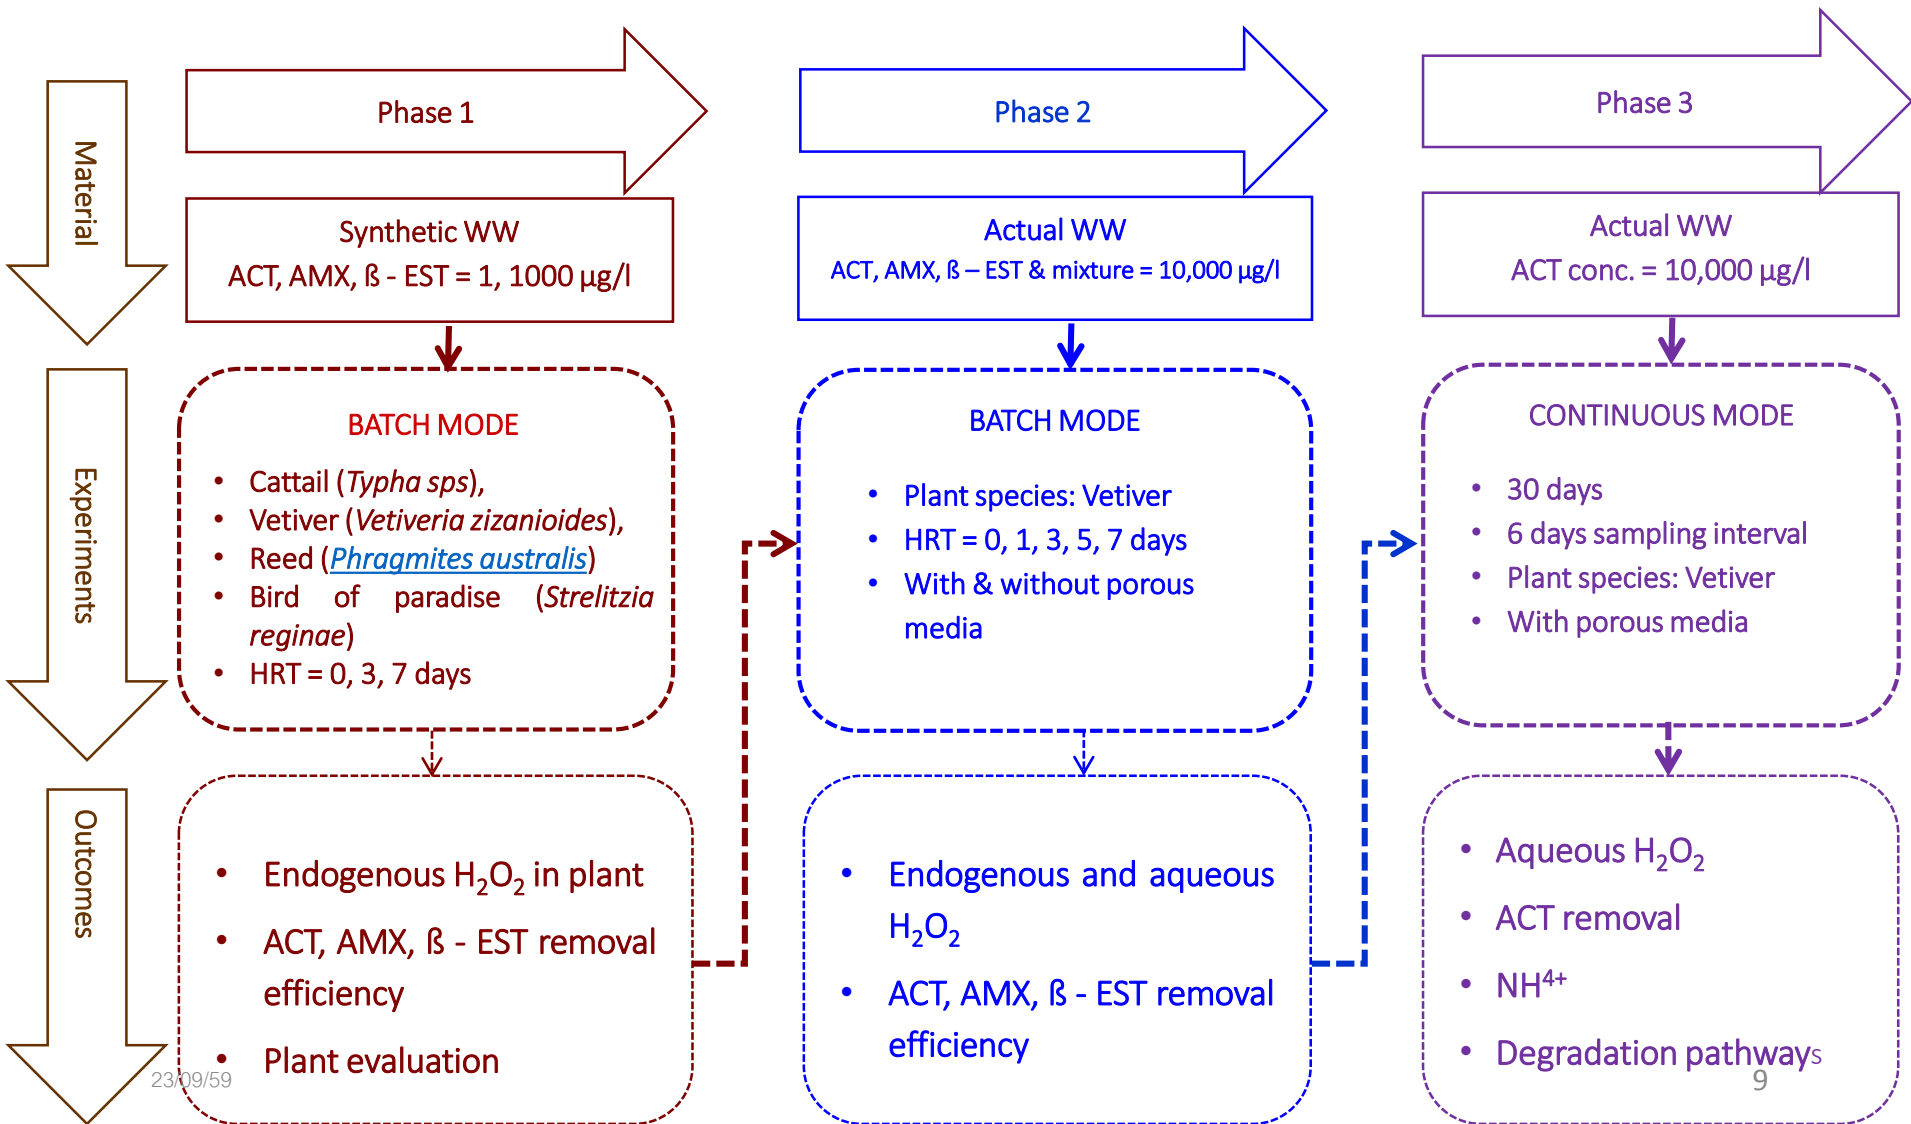 Material
Experiments
Outcomes
Phase 1
Synthetic WW
ACT, AMX, ß - EST = 1, 1000 µg/l
BATCH MODE
• Cattail (Typha sps),
• Vetiver (Vetiveria zizanioides),
• Reed (Phragmites australis)
• Bird of paradise (Strelitzia
reginae)
• HRT = 0, 3, 7 days
• Endogenous H₂O₂ in plant
• ACT, AMX, ß - EST removal
efficiency
• Plant evaluation
Phase 2
Actual WW
ACT, AMX, ß – EST & mixture = 10,000 µg/l
BATCH MODE
• Plant species: Vetiver
• HRT = 0, 1, 3, 5, 7 days
• With & without porous
media
• Endogenous and aqueous
H₂O₂
• ACT, AMX, ß - EST removal
efficiency
Phase 3
Actual WW
ACT conc. = 10,000 µg/l
CONTINUOUS MODE
• 30 days
• 6 days sampling interval
• Plant species: Vetiver
• With porous media
• Aqueous H₂O₂
• ACT removal
• NH⁴⁺
• Degradation pathways
23/09/59
9